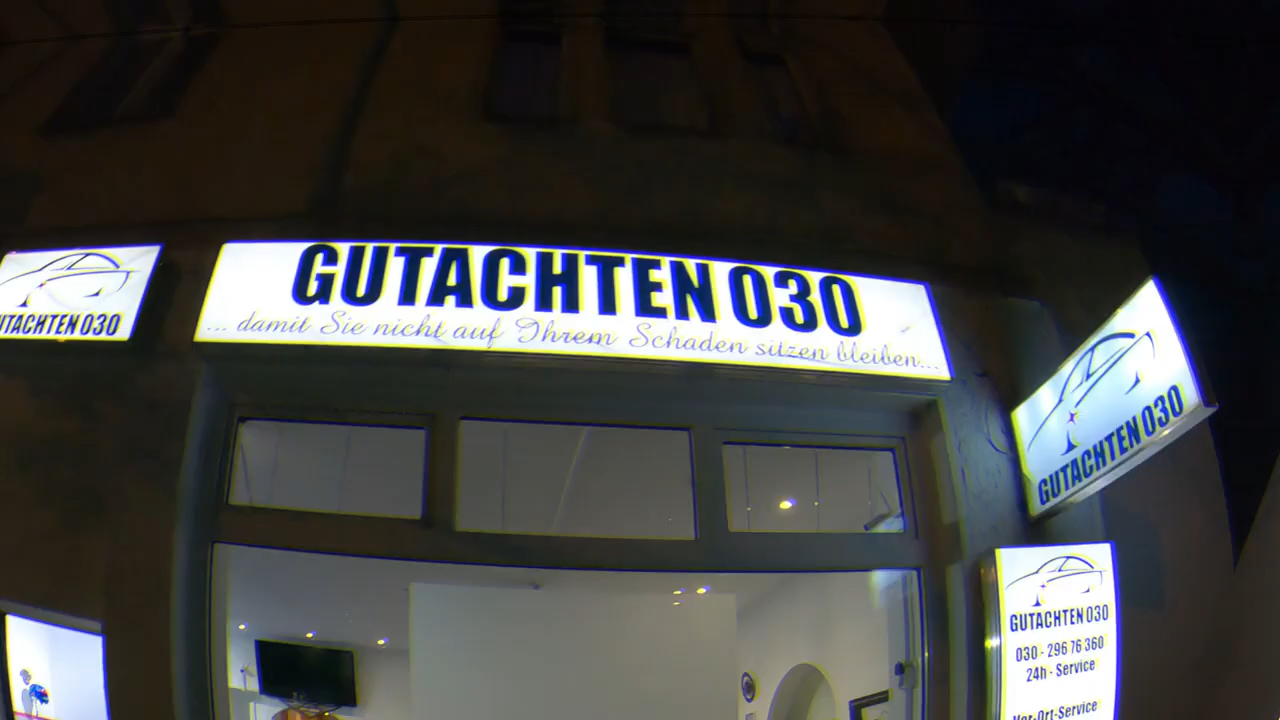 GUTACHTEN 030
... damit Sie nicht auf Ihrem Schaden sitzen bleiben...
UTACHTEN 030
GUTACHTEN 030
GUTACHTEN 030
030 - 296 76 360
24h - Service
Vor-Ort-Service